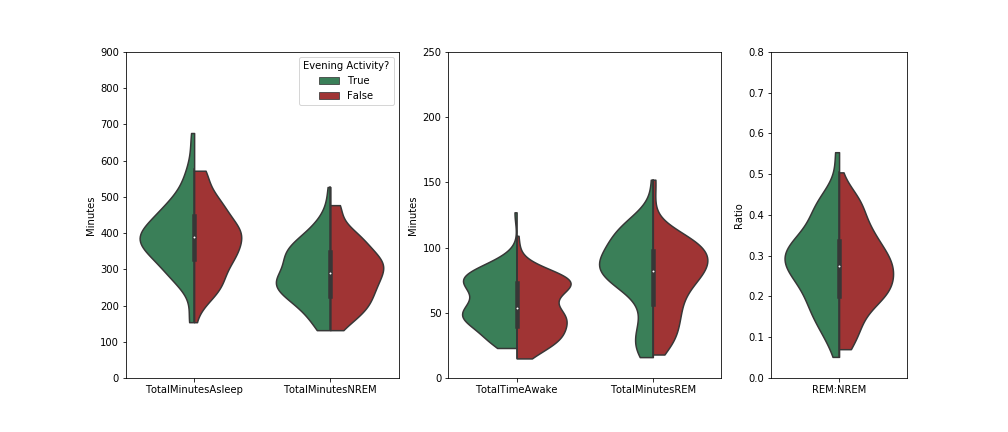 900
800
700
600
500
400
300
200
100
0
Minutes
Evening Activity?
True
False
TotalMinutesAsleep
TotalMinutesNREM
250
200
150
100
50
0
Minutes
TotalTimeAwake
TotalMinutesREM
0.8
0.7
0.6
0.5
0.4
0.3
0.2
0.1
0.0
Ratio
REM:NREM